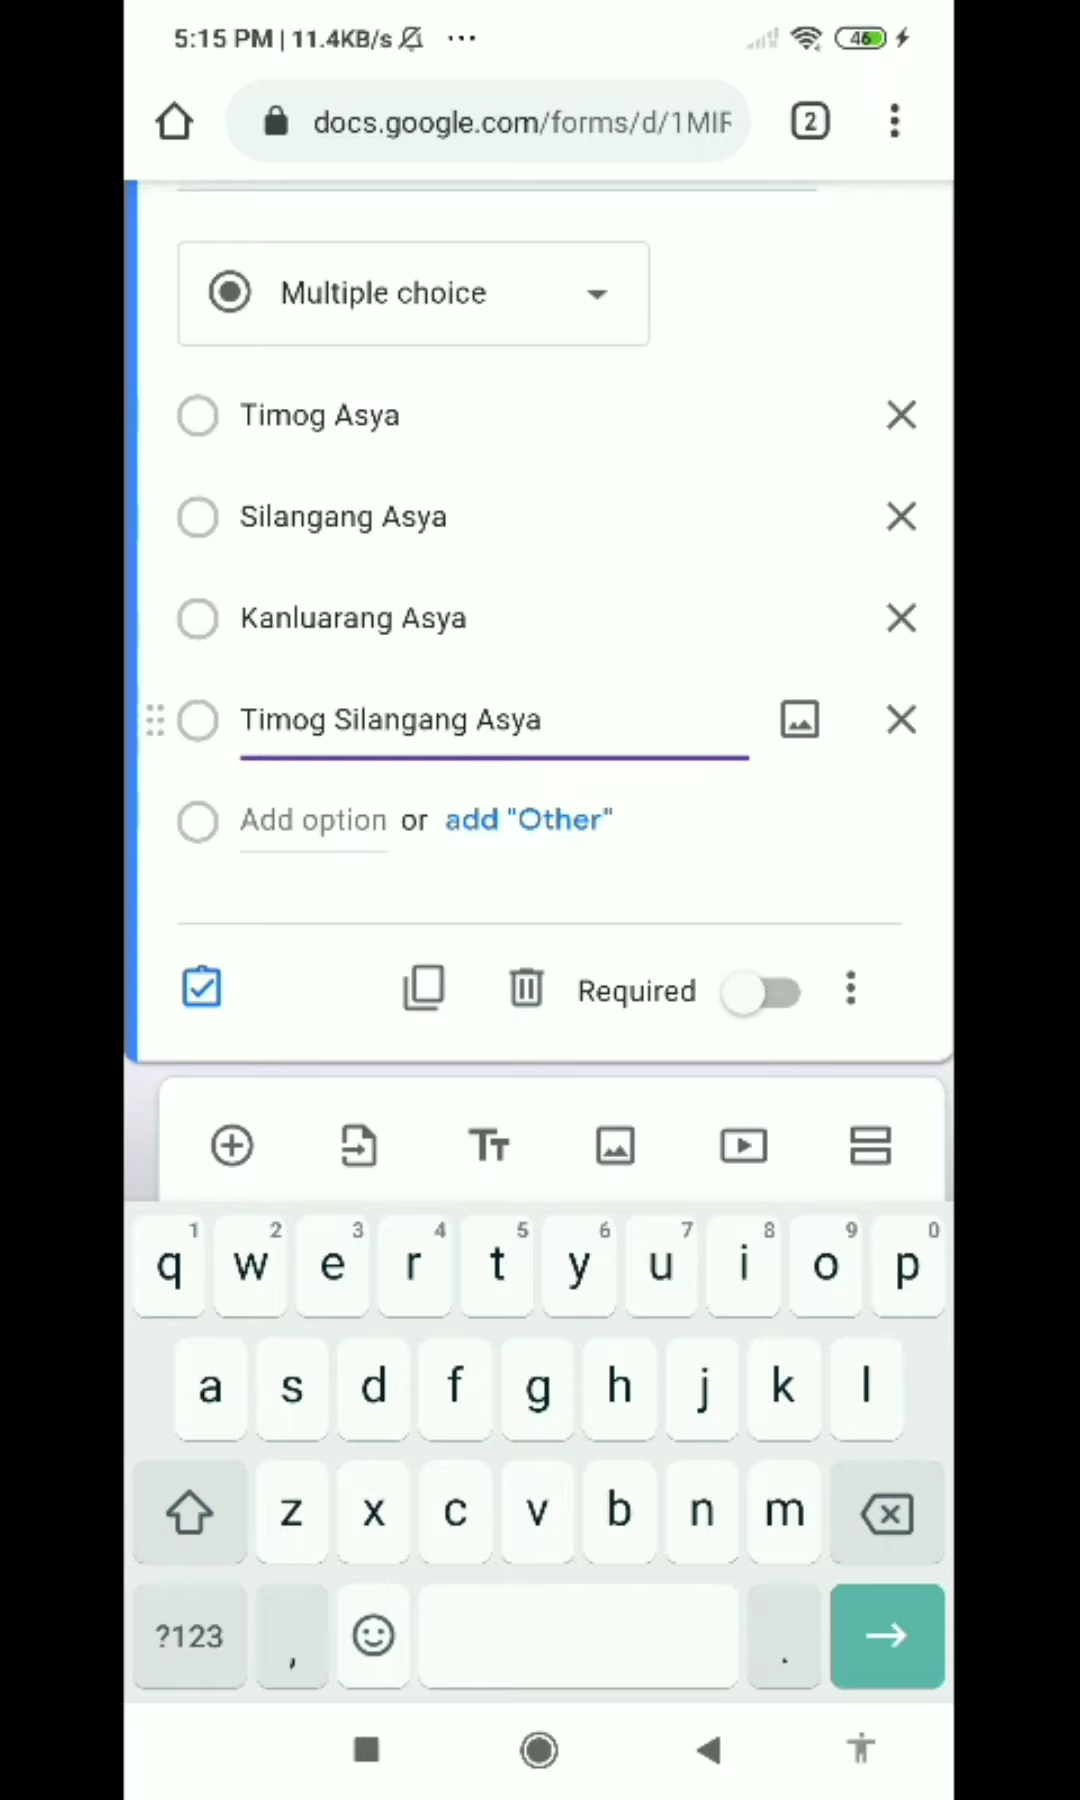 5:15 PM | 11.4KB/s ... 46
docs.google.com/forms/d/1MIF 2
Multiple choice
Timog Asya
Silangang Asya
Kanluarang Asya
Timog Silangang Asya
Add option or add "Other"
Required
Tт
1 2 3 4 5 6 7 8 9 0
q w e r t y u i o p
a s d f g h j k l
z x c v b n m
?123 , .